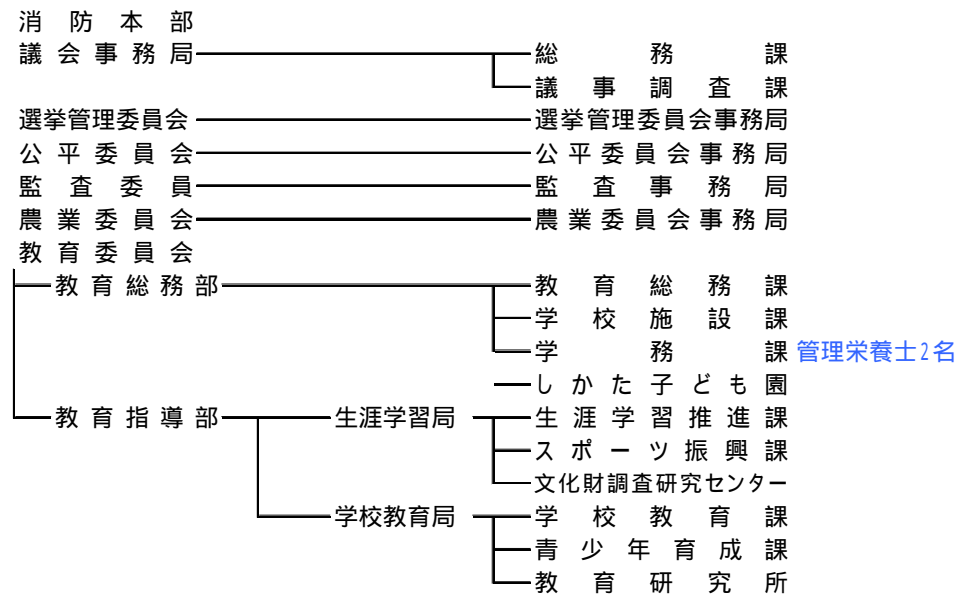 消防本部
議会事務局 総務課
議事調査課
選挙管理委員会 選挙管理委員会事務局
公平委員会 公平委員会事務局
監査委員 監査事務局
農業委員会 農業委員会事務局
教育委員会
教育総務部 教育総務課
学校施設課
学務課 管理栄養士2名
しかた子ども園
教育指導部 生涯学習局 生涯学習推進課
スポーツ振興課
文化財調査研究センター
学校教育局 学校教育課
青少年育成課
教育研究所